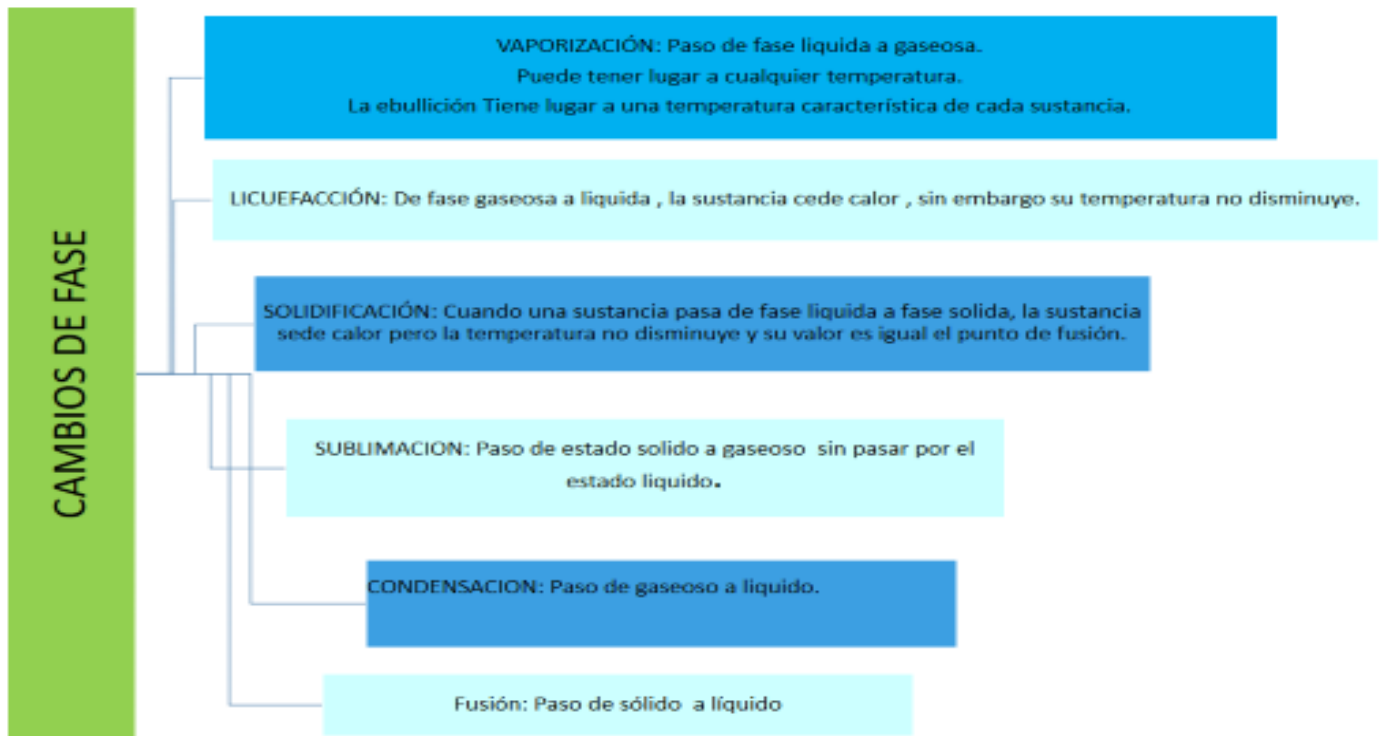 CAMBIOS DE FASE
VAPORIZACIÓN: Paso de fase liquida a gaseosa.
Puede tener lugar a cualquier temperatura.
La ebullición Tiene lugar a una temperatura característica de cada sustancia.
LICUEFACCIÓN: De fase gaseosa a liquida , la sustancia cede calor , sin embargo su temperatura no disminuye.
SOLIDIFICACIÓN: Cuando una sustancia pasa de fase liquida a fase solida, la sustancia
sede calor pero la temperatura no disminuye y su valor es igual el punto de fusión.
SUBLIMACION: Paso de estado solido a gaseoso sin pasar por el
estado liquido.
CONDENSACION: Paso de gaseoso a liquido.
Fusión: Paso de sólido a líquido